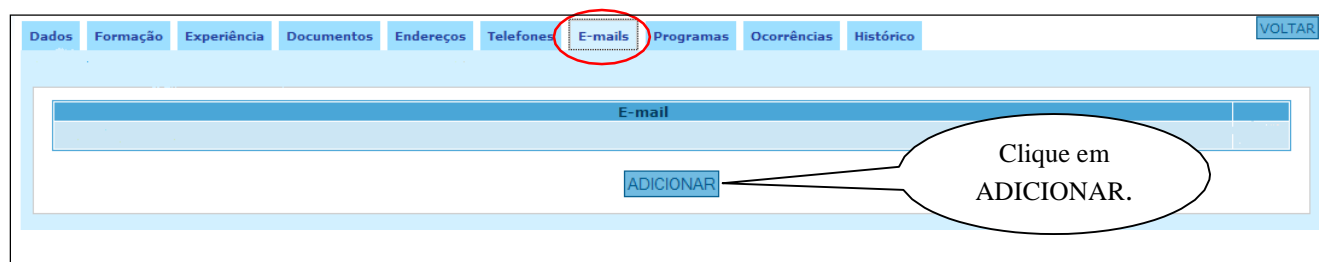 Dados Formação Experiência Documentos Endereços Telefones E-mails Programas Ocorrências Histórico VOLTAR
E-mail
Clique em
ADICIONAR ADICIONAR.